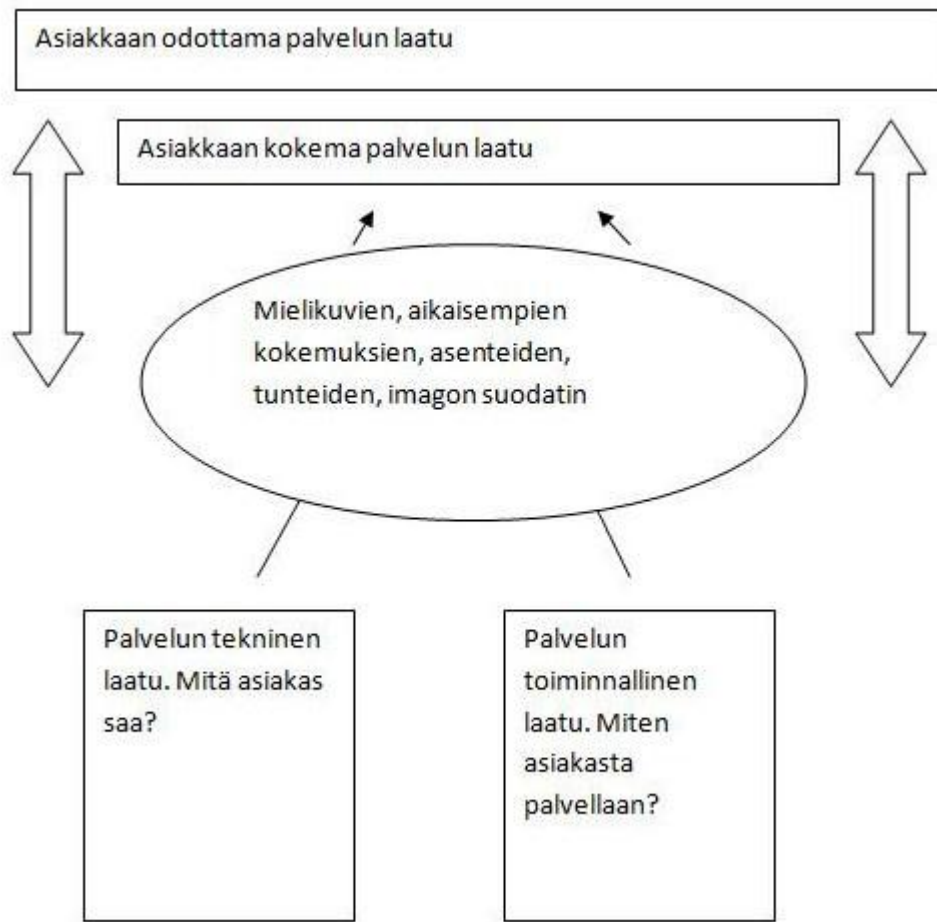 Asiakkaan odottama palvelun laatu
Asiakkaan kokema palvelun laatu
Mielikuvien, aikaisempien
kokemuksien, asenteiden,
tunteiden, imagon suodatin
Palvelun tekninen
laatu. Mitä asiakas
saa?
Palvelun
toiminnallinen
laatu. Miten
asiakasta
palvellaan?